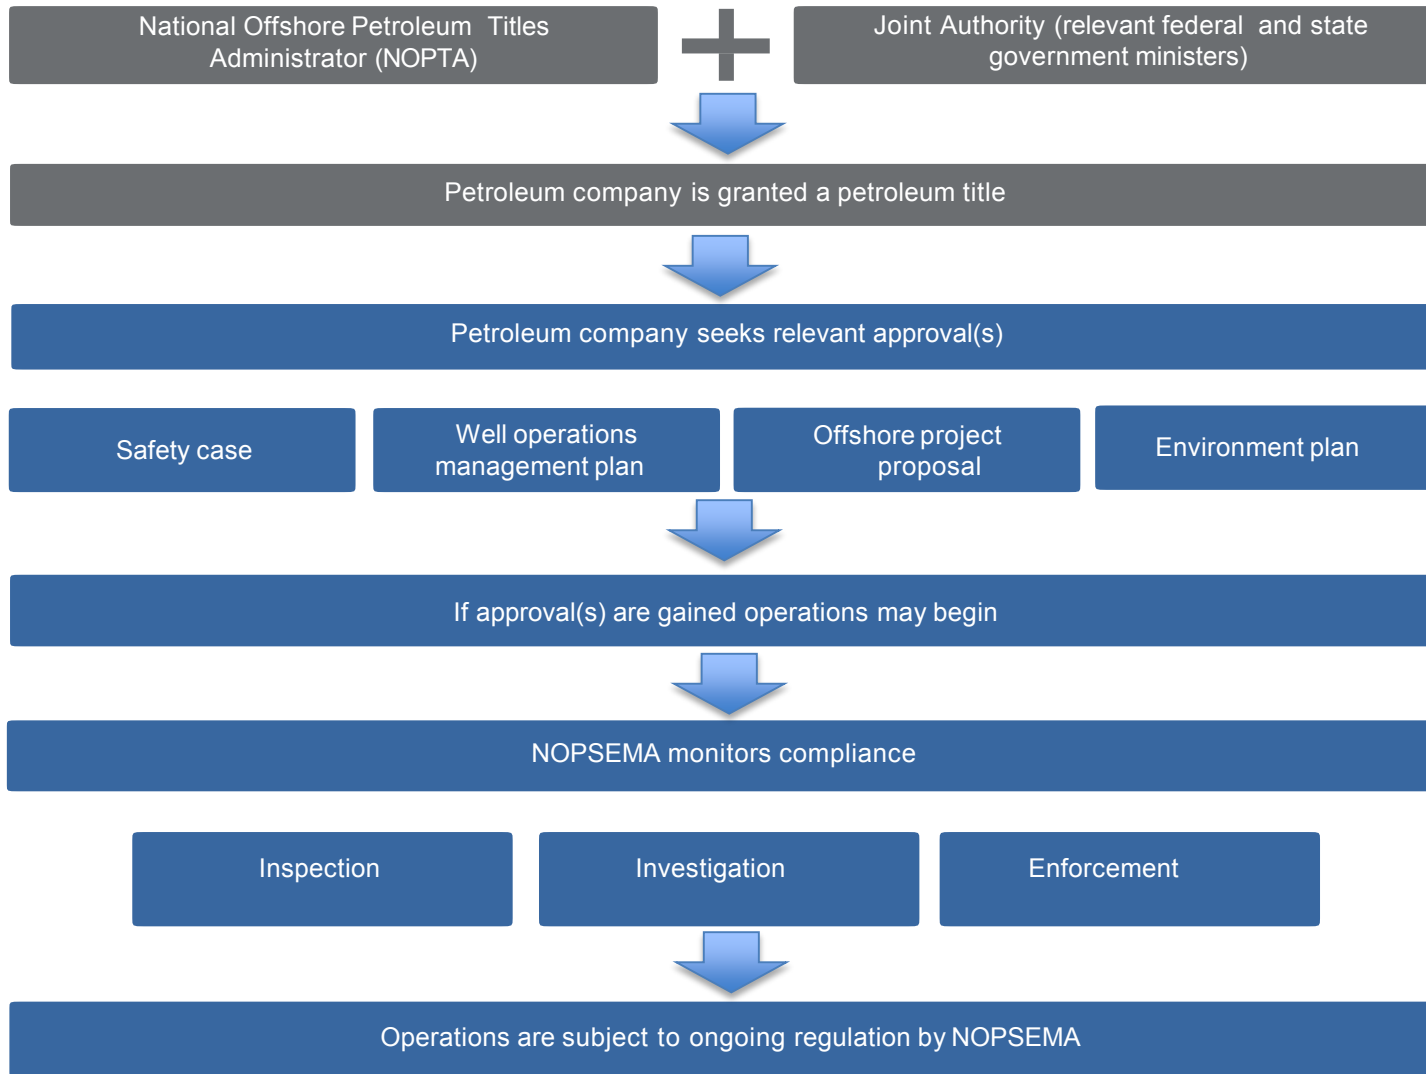 National Offshore Petroleum Titles
Administrator (NOPTA)
Joint Authority (relevant federal and state
government ministers)
Petroleum company is granted a petroleum title
Petroleum company seeks relevant approval(s)
Safety case
Well operations
management plan
Offshore project
proposal
Environment plan
If approval(s) are gained operations may begin
NOPSEMA monitors compliance
Inspection
Investigation
Enforcement
Operations are subject to ongoing regulation by NOPSEMA